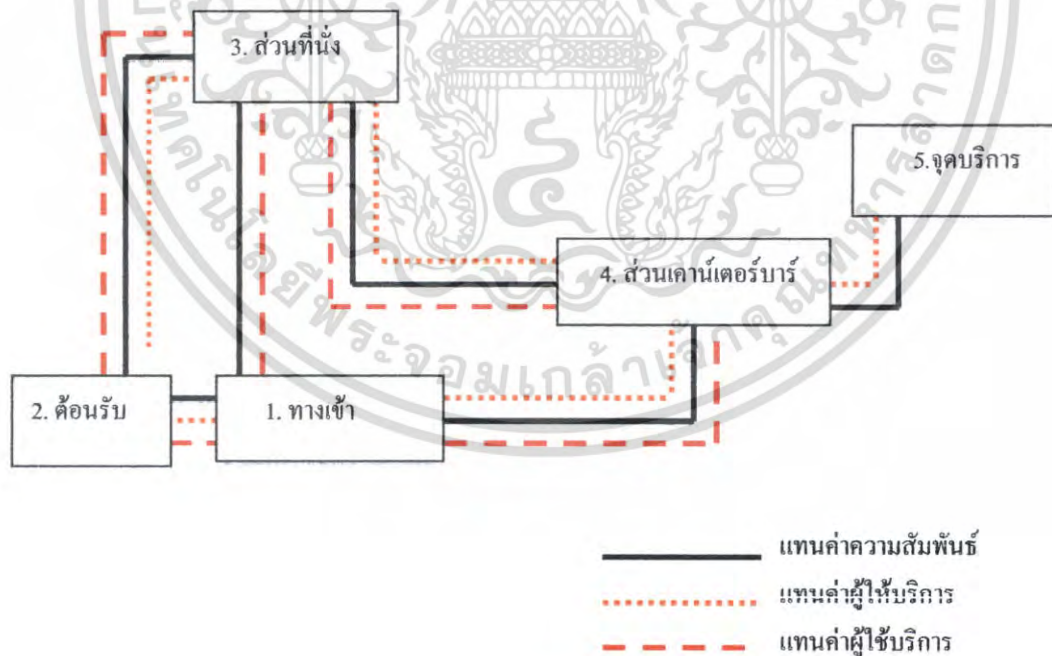 3. ส่วนที่นั่ง
5.จุดบริการ
4. ส่วนเคาน์เตอร์บาร์
2. ต้อนรับ
1. ทางเข้า
แทนค่าความสัมพันธ์
แทนค่าผู้ให้บริการ
แทนค่าผู้ใช้บริการ